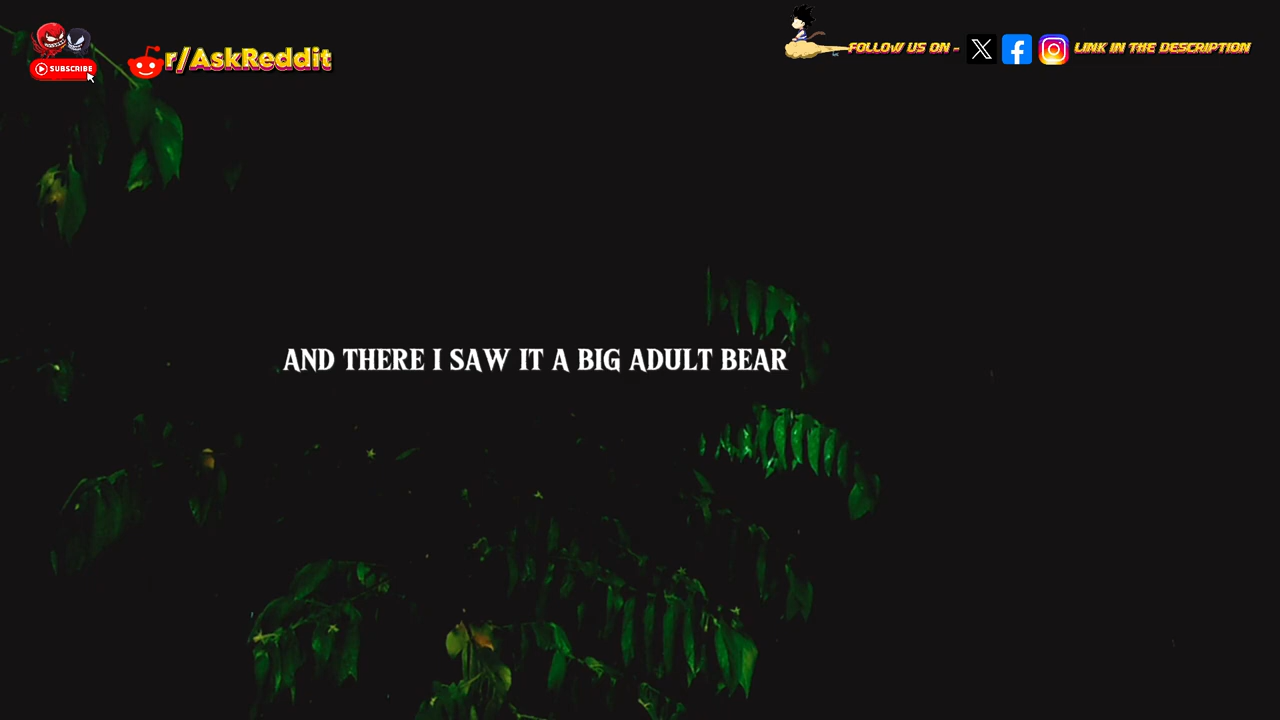 SUBSCRIBE
r/AskReddit
FOLLOW US ON -
LINK IN THE DESCRIPTION
AND THERE I SAW IT A BIG ADULT BEAR